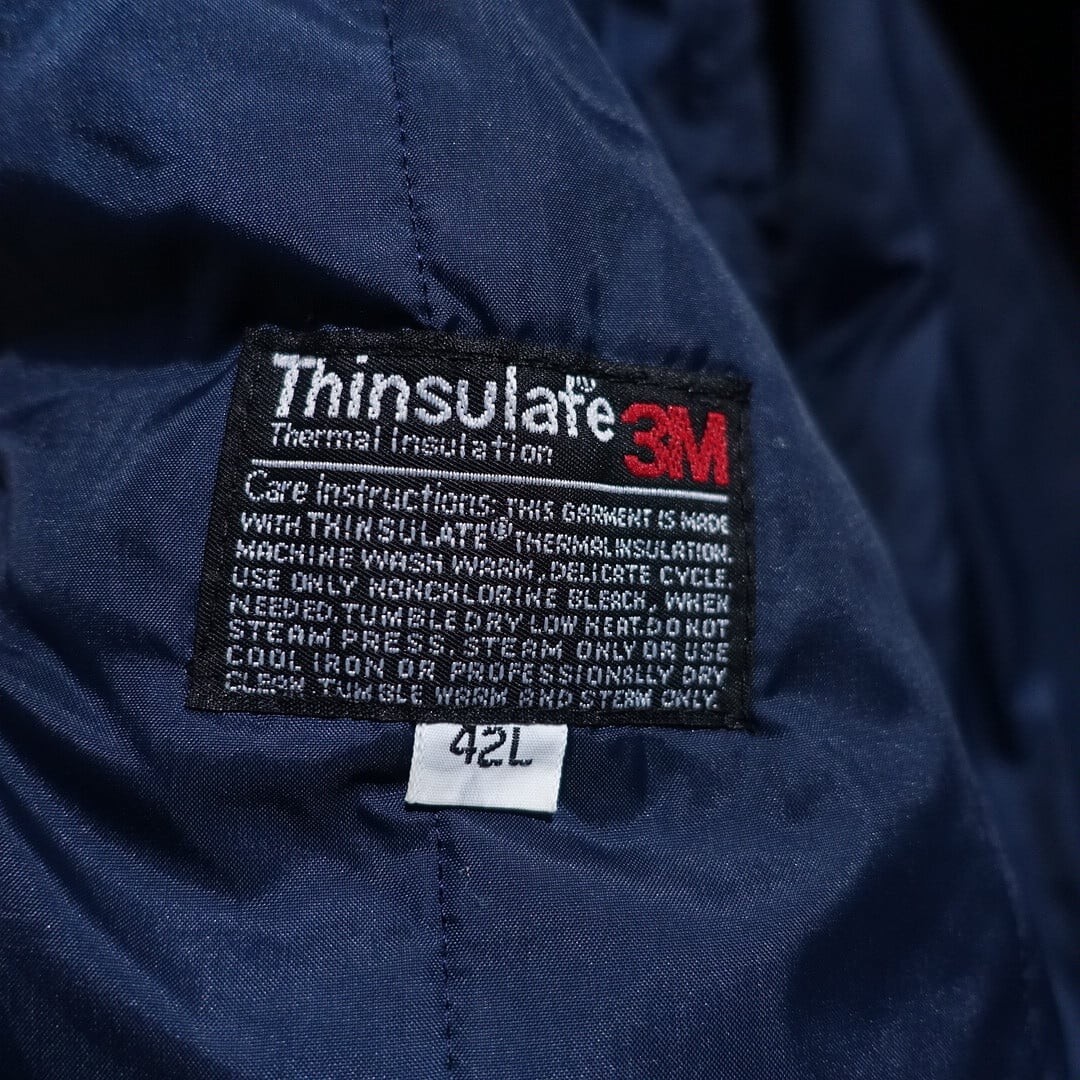 Thinsulate™ 3M
Thermal Insulation
Care Instructions: THIS GARMENT IS MADE
WITH THINSULATE® THERMAL INSULATION.
MACHINE WASH WARM, DELICATE CYCLE.
USE ONLY NONCHLORINE BLEACH, WHEN
NEEDED, TUMBLE DRY LOW HEAT. DO NOT
STEAM PRESS. STEAM ONLY OR USE
COOL IRON OR PROFESSIONALLY DRY
CLEAN, TUMBLE WARM AND STEAM ONLY.
42L